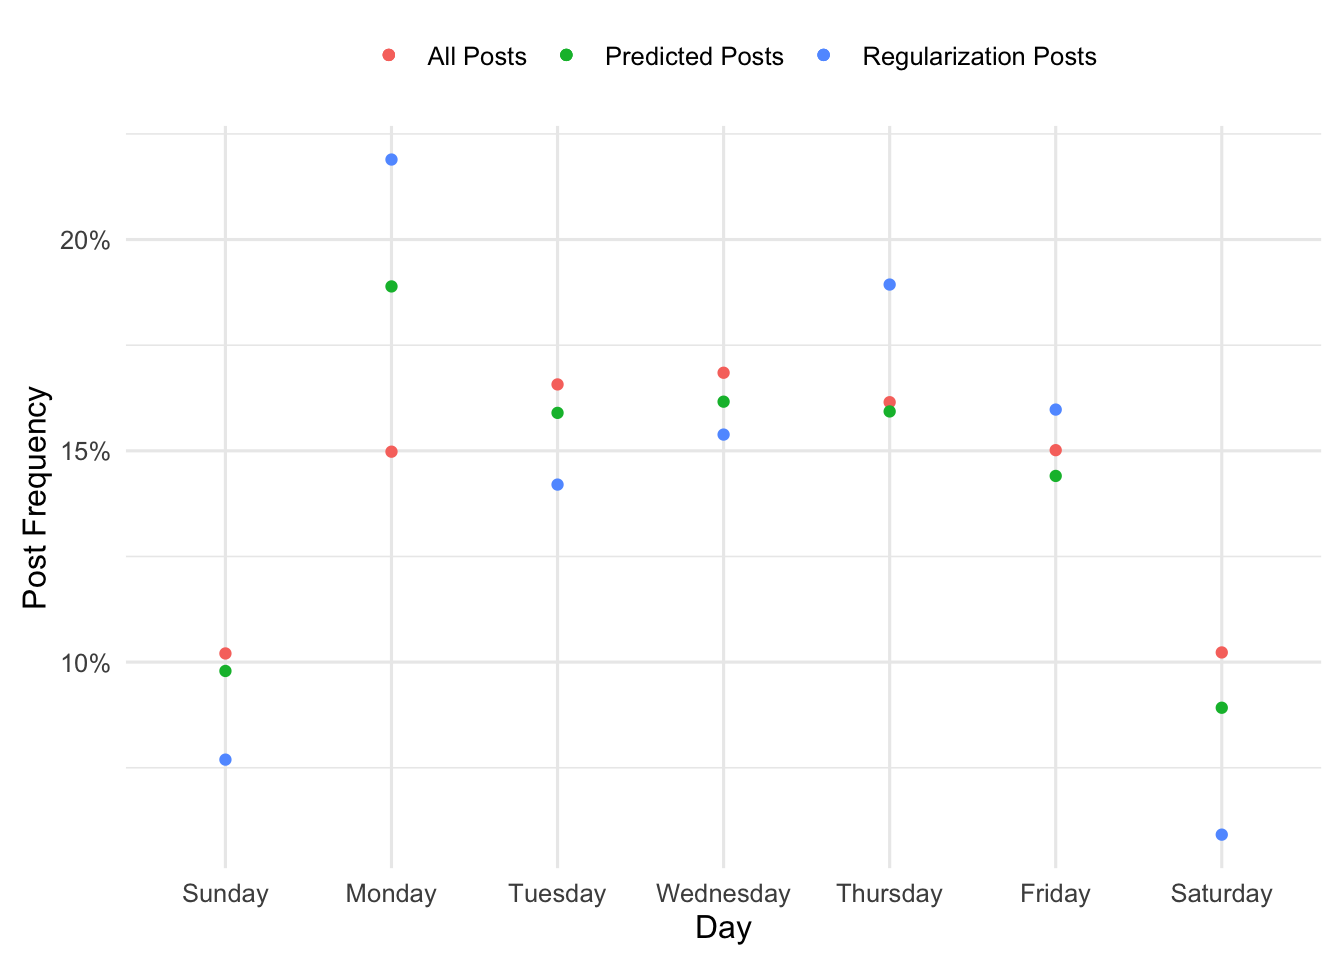 All Posts Predicted Posts Regularization Posts
20%
15%
10%
Post Frequency
Sunday Monday Tuesday Wednesday Thursday Friday Saturday
Day